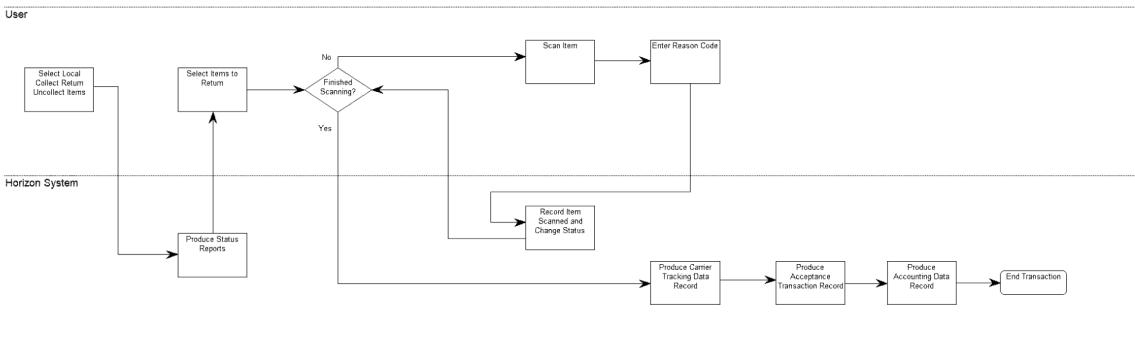 User
Select Local
Collect Return
Uncollect Items
Select Items to
Return
No
Finished
Scanning?
Yes
Scan Item
Enter Reason Code
Horizon System
Produce Status
Reports
Record Item
Scanned and
Change Status
Produce Carrier
Tracking Data
Record
Produce
Acceptance
Transaction Record
Produce
Accounting Data
Record
End Transaction